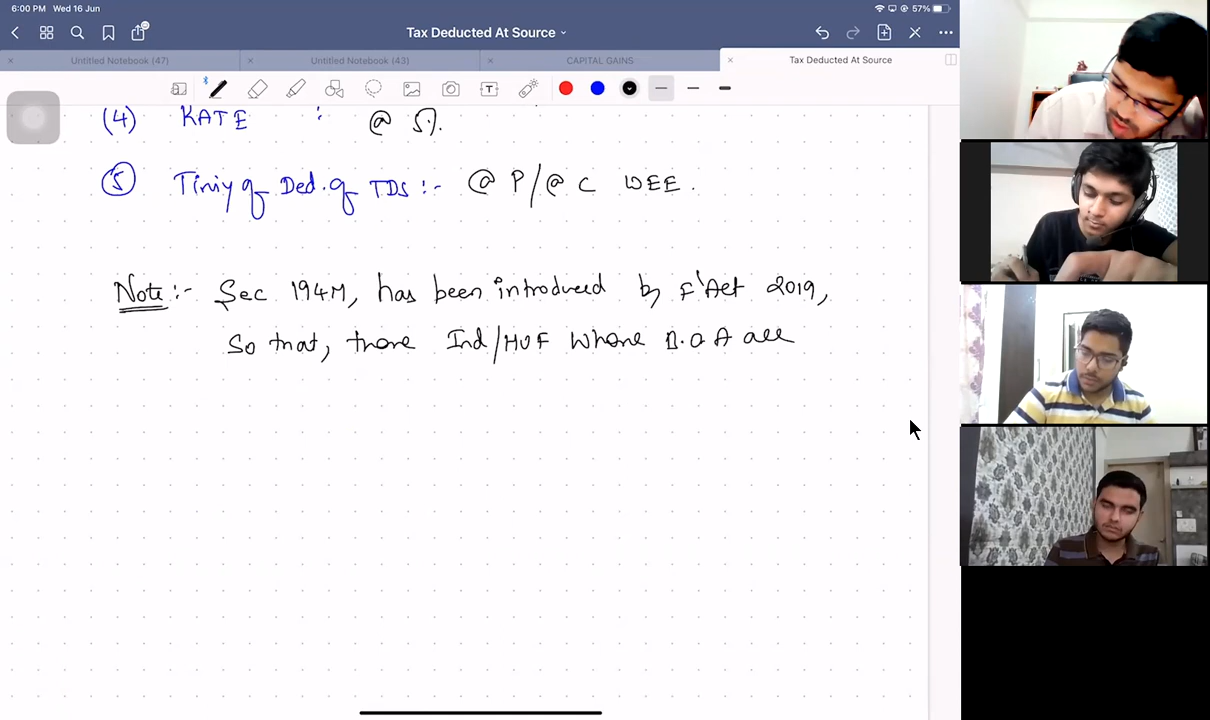 6:00 PM Wed 16 Jun
57%
Tax Deducted At Source
Untitled Notebook (47)
Untitled Notebook (43)
CAPITAL GAINS
Tax Deducted At Source
(4) RATE : @ 5%.
(5) Timiy of Ded. of TDS :- @ P/@ C WEE.
Note :- Sec 194M, has been introduced by F'Act 2019,
So that, those Ind/HUF Whose B.O.A are